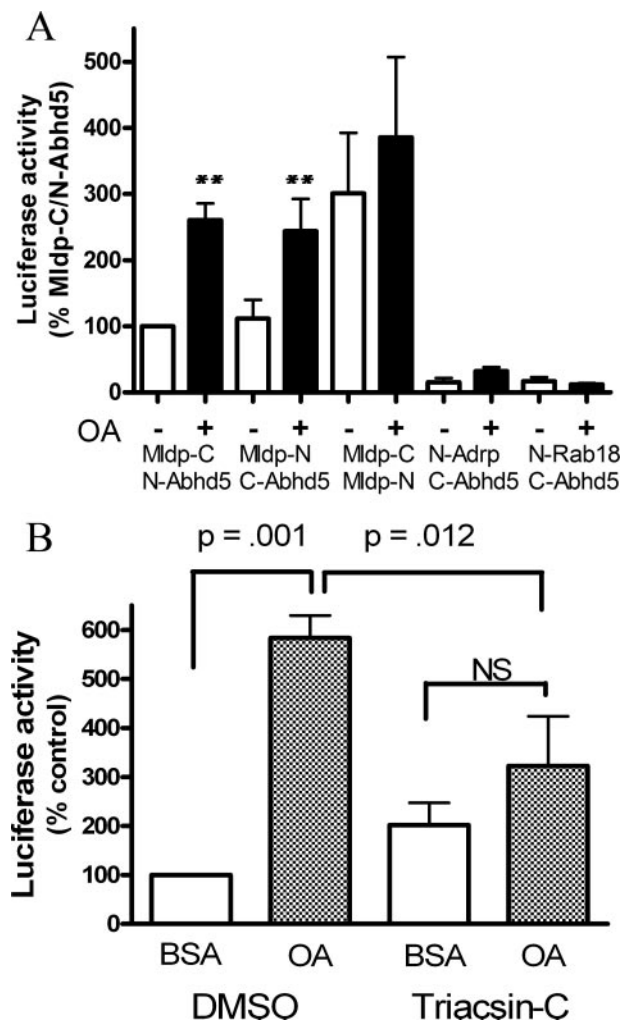 A
Luciferase activity
(% Mldp-C/N-Abhd5)
500
400
300
200
100
0
** **
OA - + - + - + - + - +
Mldp-C Mldp-N Mldp-C N-Adrp N-Rab18
N-Abhd5 C-Abhd5 Mldp-N C-Abhd5 C-Abhd5
B
p = .001 p = .012
Luciferase activity
(% control)
600
500
400
300
200
100
0
NS
BSA OA BSA OA
DMSO Triacsin-C